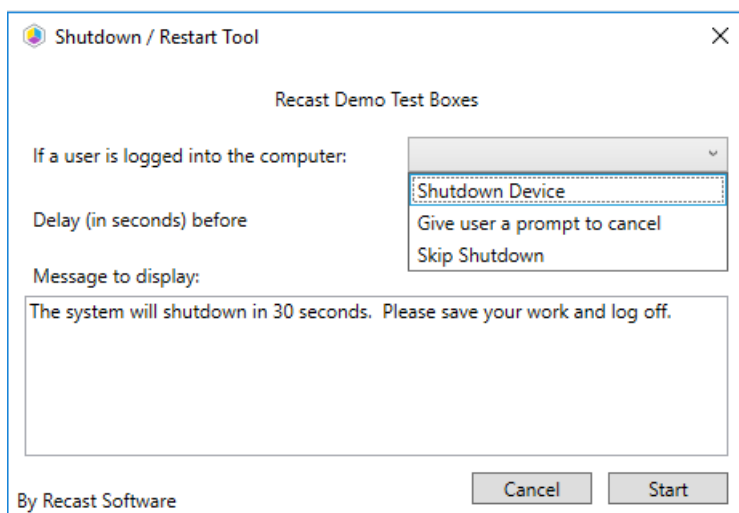 Shutdown / Restart Tool
Recast Demo Test Boxes
If a user is logged into the computer:
Shutdown Device
Give user a prompt to cancel
Skip Shutdown
Delay (in seconds) before
Message to display:
The system will shutdown in 30 seconds.  Please save your work and log off.
Cancel
Start
By Recast Software